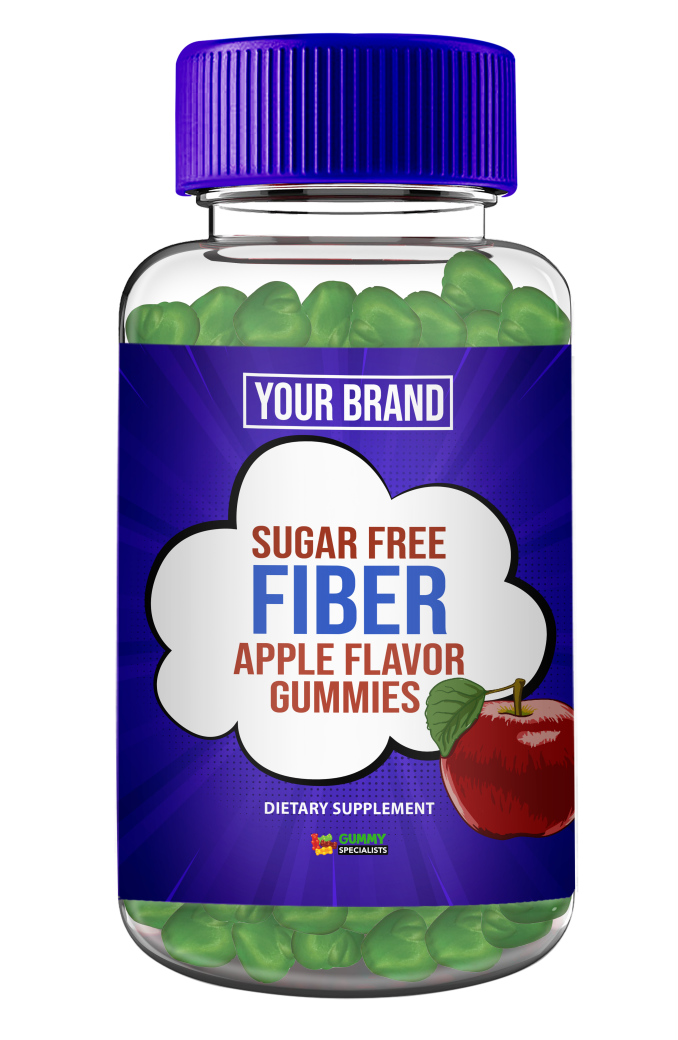 YOUR BRAND
SUGAR FREE
FIBER
APPLE FLAVOR
GUMMIES
DIETARY SUPPLEMENT
GUMMY
SPECIALISTS